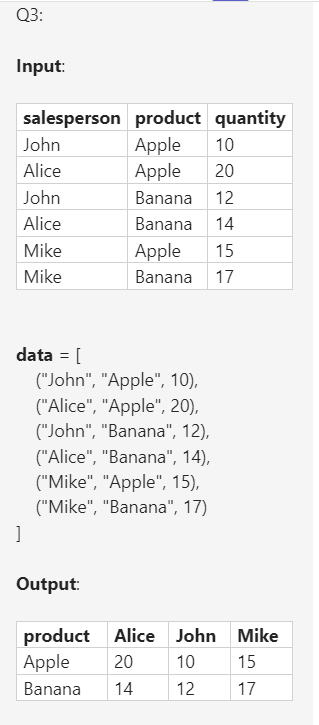 Q3:
Input:
salesperson product quantity
John Apple 10
Alice Apple 20
John Banana 12
Alice Banana 14
Mike Apple 15
Mike Banana 17
data = [
("John", "Apple", 10),
("Alice", "Apple", 20),
("John", "Banana", 12),
("Alice", "Banana", 14),
("Mike", "Apple", 15),
("Mike", "Banana", 17)
]
Output:
product Alice John Mike
Apple 20 10 15
Banana 14 12 17